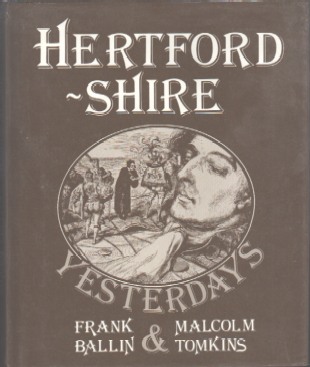 HERTFORD
~SHIRE
YESTERDAYS
FRANK BALLIN & MALCOLM TOMKINS